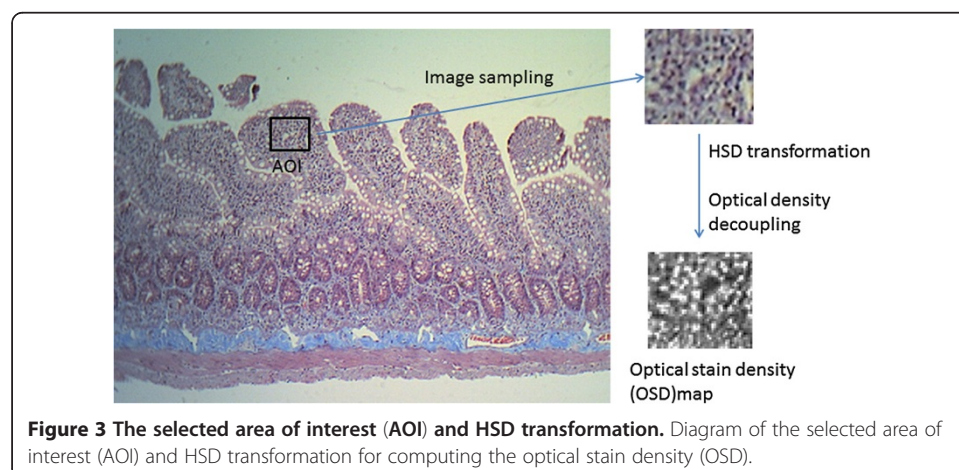 Image sampling
AOI
HSD transformation
Optical density
decoupling
Optical stain density
(OSD)map
Figure 3 The selected area of interest (AOI) and HSD transformation. Diagram of the selected area of
interest (AOI) and HSD transformation for computing the optical stain density (OSD).